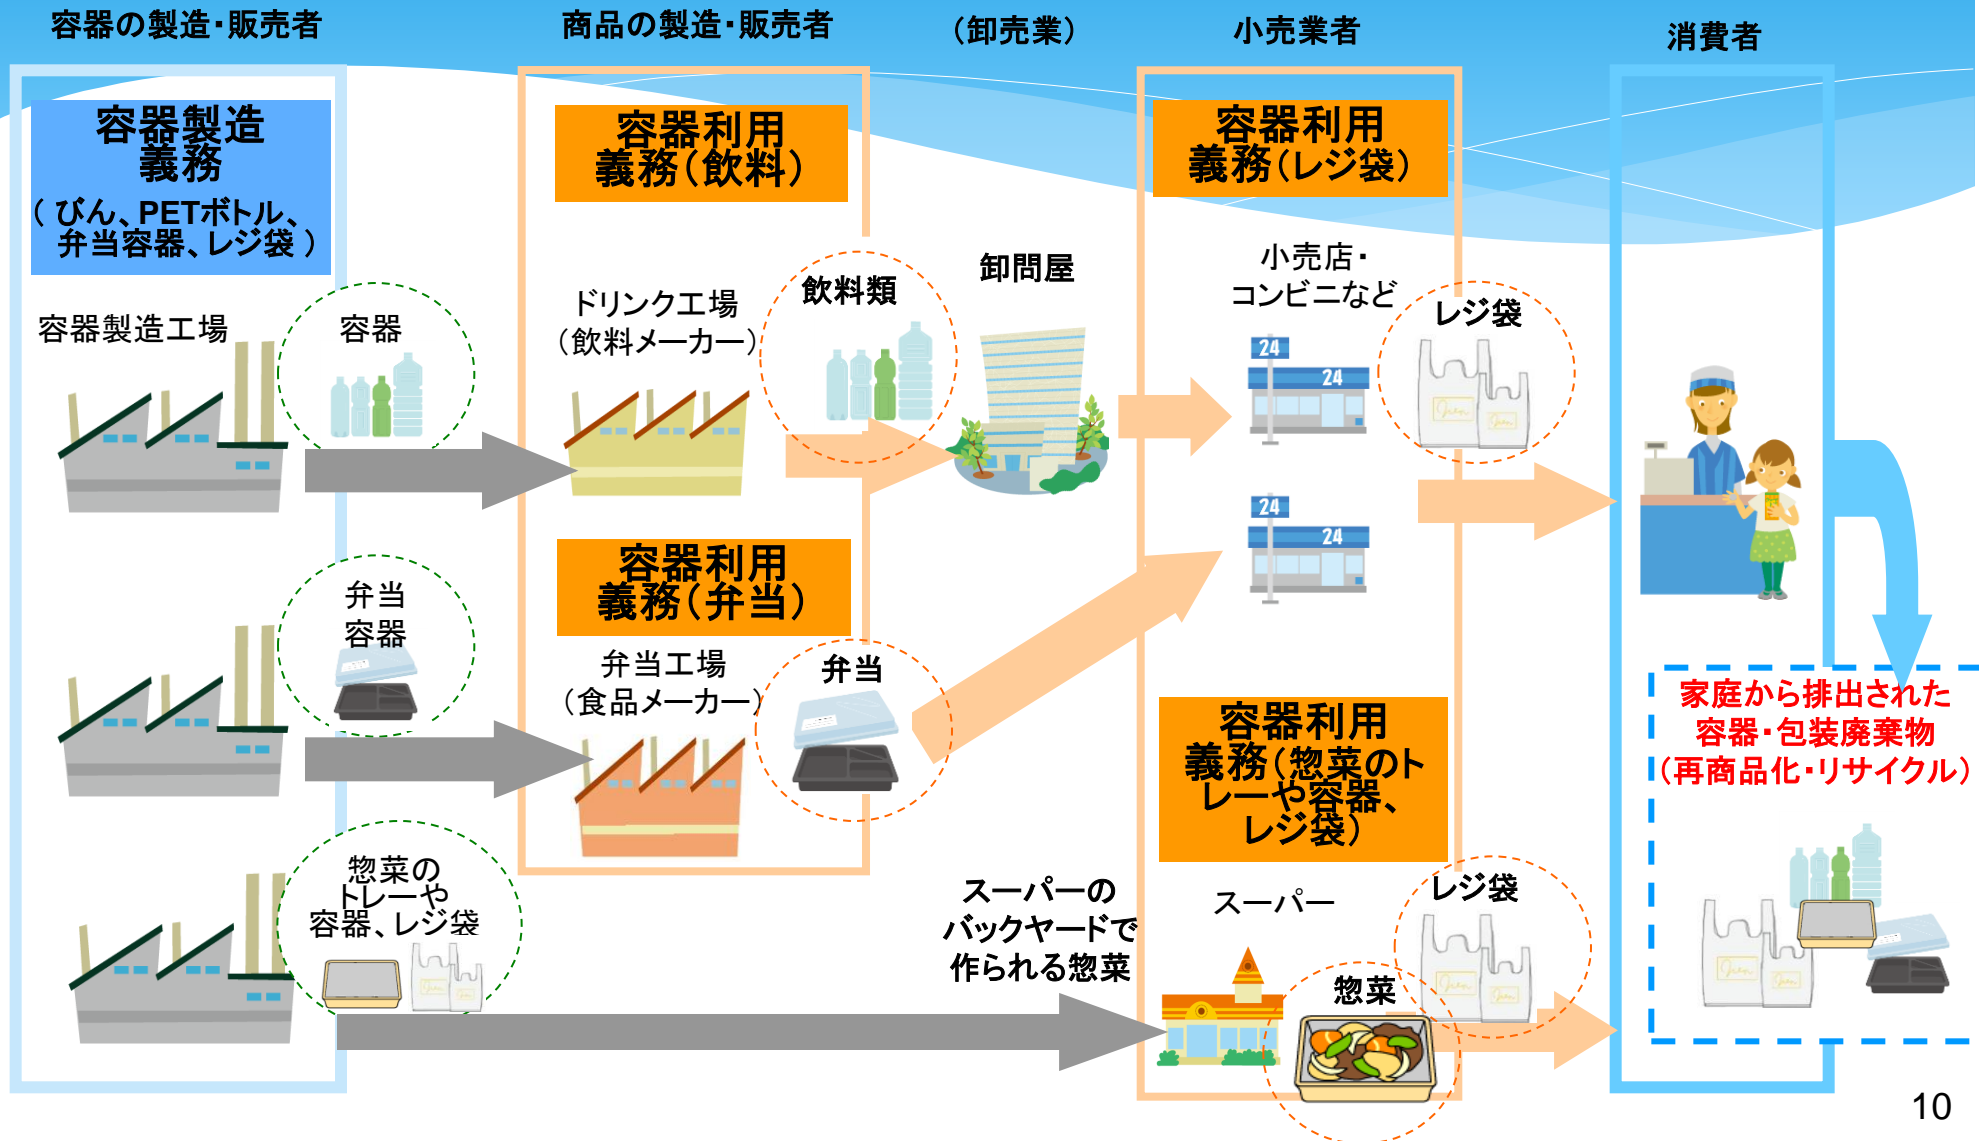 容器の製造・販売者
商品の製造・販売者
（卸売業）
小売業者
消費者
容器製造
義務
（ びん、PETボトル、
弁当容器、レジ袋 ）
容器製造工場
容器
弁当
容器
惣菜の
トレーや
容器、レジ袋
容器利用
義務（飲料）
ドリンク工場
（飲料メーカー）
飲料類
容器利用
義務（弁当）
弁当工場
（食品メーカー）
弁当
卸問屋
スーパーの
バックヤードで
作られる惣菜
容器利用
義務（レジ袋）
小売店・
コンビニなど
24
24
レジ袋
24
24
容器利用
義務（惣菜のト
レーや容器、
レジ袋）
スーパー
レジ袋
惣菜
家庭から排出された
容器・包装廃棄物
（再商品化・リサイクル）
10